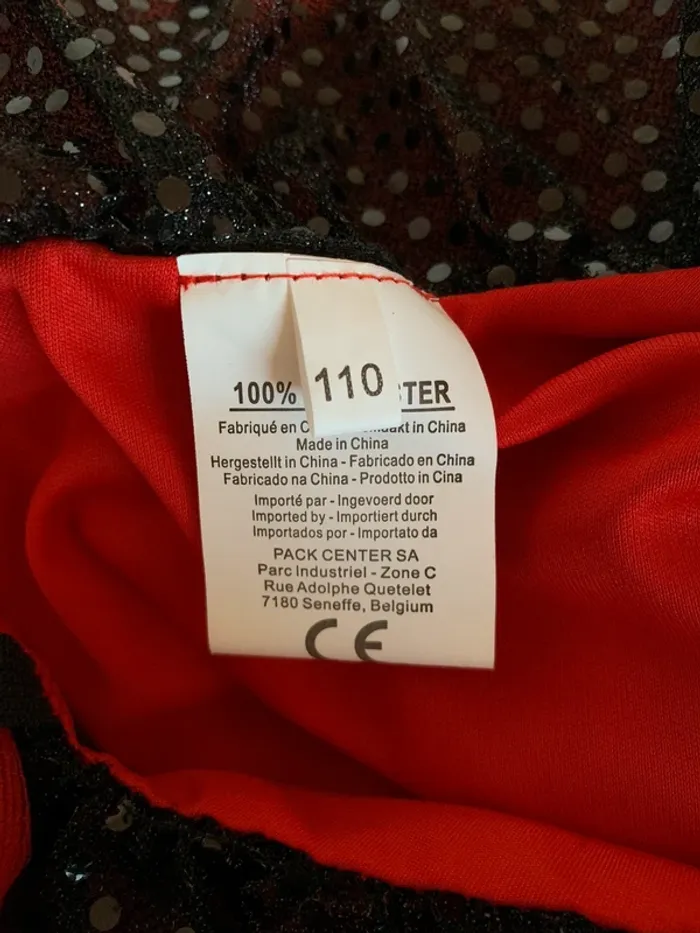 110
100% TER
Fabriqué en in China
Made in China
Hergestellt in China - Fabricado en China
Fabricado na China - Prodotto in Cina
Importé par - Ingevoerd door
Imported by - Importiert durch
Importados por - Importato da
PACK CENTER SA
Parc Industriel - Zone C
Rue Adolphe Quetelet
7180 Seneffe, Belgium
CE